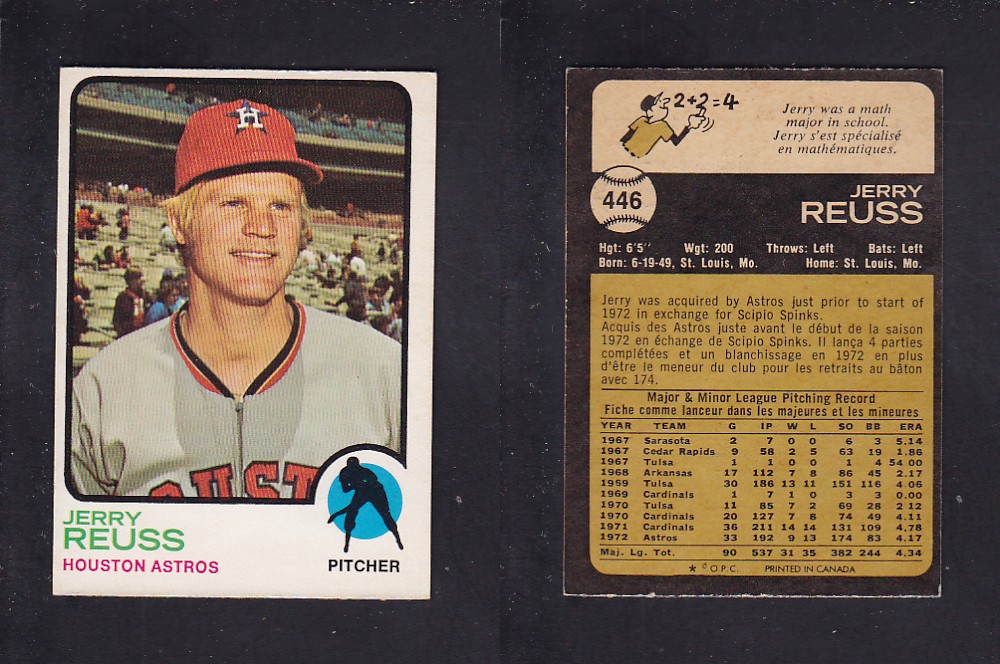 H
OUST
JERRY
REUSS
HOUSTON ASTROS
PITCHER
2+2=4
Jerry was a math
major in school.
Jerry s'est spécialisé
en mathématiques.
446
JERRY
REUSS
Hgt: 6'5" Wgt: 200 Throws: Left Bats: Left
Born: 6-19-49, St. Louis, Mo. Home: St. Louis, Mo.
Jerry was acquired by Astros just prior to start of
1972 in exchange for Scipio Spinks.
Acquis des Astros juste avant le début de la saison
1972 en échange de Scipio Spinks. Il lança 4 parties
complétées et un blanchissage en 1972 en plus
d'être le meneur du club pour les retraits au bâton
avec 174.
Major & Minor League Pitching Record
Fiche comme lanceur dans les majeures et les mineures
YEAR TEAM G IP W L SO BB ERA
1967 Sarasota 2 7 0 0 6 3 5.14
1967 Cedar Rapids 9 58 2 5 63 19 1.86
1967 Tulsa 1 1 0 0 1 4 54.00
1968 Arkansas 17 112 7 8 86 45 2.17
1959 Tulsa 30 186 13 11 151 116 4.06
1969 Cardinals 1 7 1 0 3 3 0.00
1970 Tulsa 11 85 7 2 69 28 2.12
1970 Cardinals 20 127 7 8 74 49 4.11
1971 Cardinals 36 211 14 14 131 109 4.78
1972 Astros 33 192 9 13 174 83 4.17
Maj. Lg. Tot. 90 537 31 35 382 244 4.34
* © O.P.C. PRINTED IN CANADA